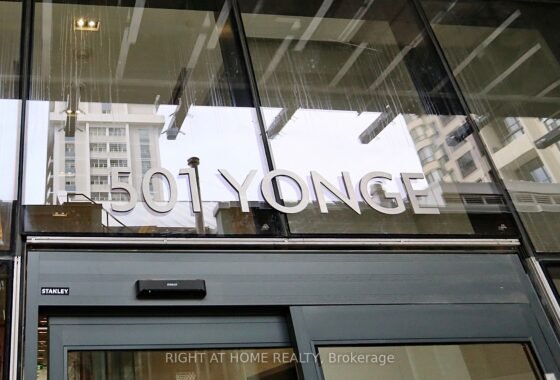 501 YONGE
STANLEY
RIGHT AT HOME REALTY, Brokerage